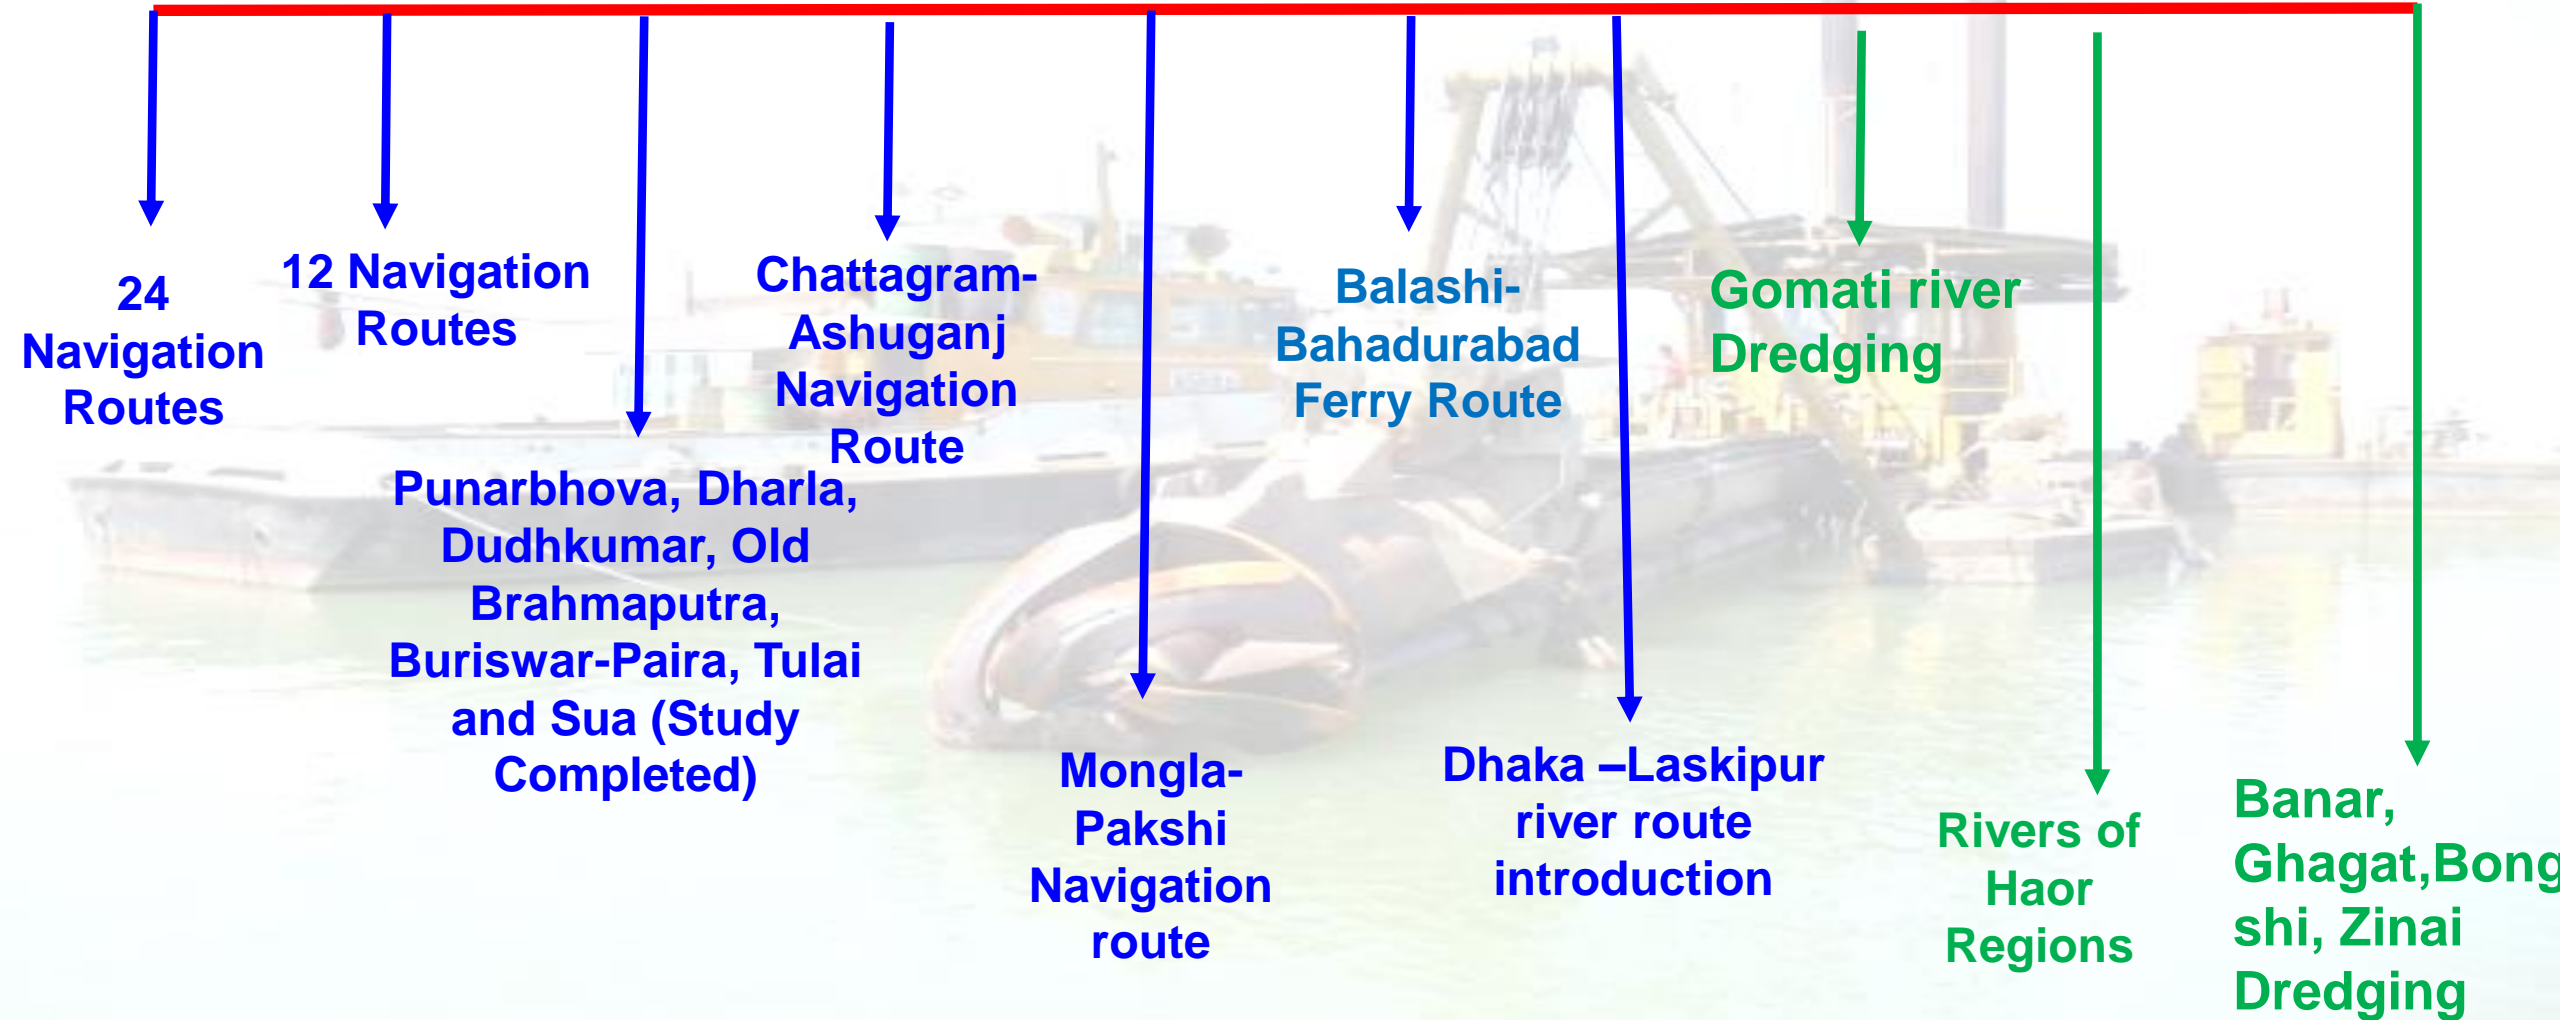 24
Navigation
Routes
12 Navigation
Routes
Punarbhova, Dharla,
Dudhkumar, Old
Brahmaputra,
Buriswar-Paira, Tulai
and Sua (Study
Completed)
Chattagram-
Ashuganj
Navigation
Route
Mongla-
Pakshi
Navigation
route
Balashi-
Bahadurabad
Ferry Route
Dhaka –Laskipur
river route
introduction
Gomati river
Dredging
Rivers of
Haor
Regions
Banar,
Ghagat,Bong
shi, Zinai
Dredging